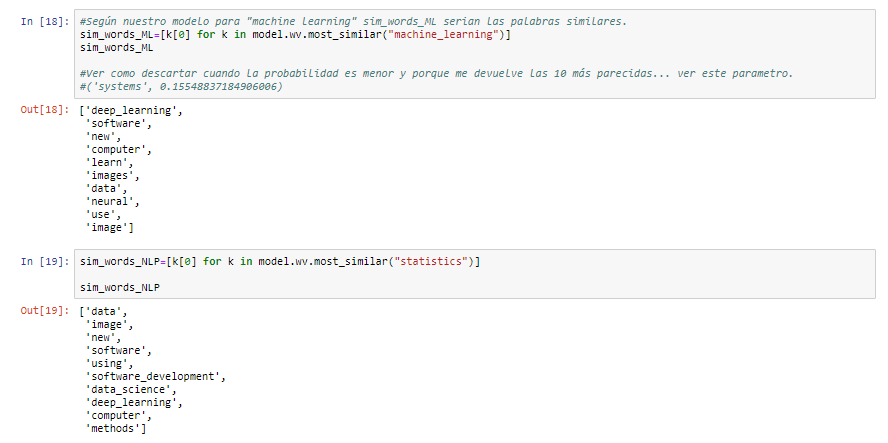 In [18]: #Según nuestro modelo para "machine learning" sim_words_ML serian las palabras similares.
sim_words_ML=[k[0] for k in model.wv.most_similar("machine_learning")]
sim_words_ML
#Ver como descartar cuando la probabilidad es menor y porque me devuelve las 10 más parecidas... ver este parametro.
#('systems', 0.15548837184906006)
Out[18]: ['deep_learning',
'software',
'new',
'computer',
'learn',
'images',
'data',
'neural',
'use',
'image']
In [19]: sim_words_NLP=[k[0] for k in model.wv.most_similar("statistics")]
sim_words_NLP
Out[19]: ['data',
'image',
'new',
'software',
'using',
'software_development',
'data_science',
'deep_learning',
'computer',
'methods']